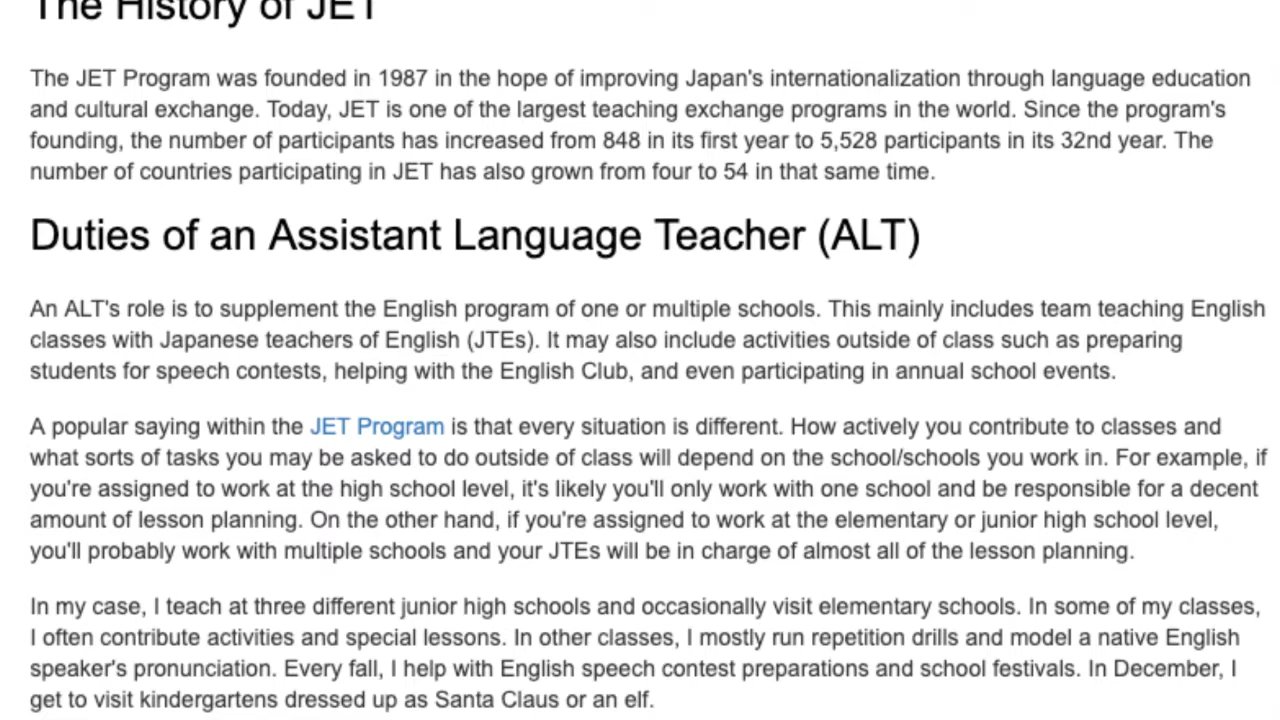 The History of JET
The JET Program was founded in 1987 in the hope of improving Japan's internationalization through language education
and cultural exchange. Today, JET is one of the largest teaching exchange programs in the world. Since the program's
founding, the number of participants has increased from 848 in its first year to 5,528 participants in its 32nd year. The
number of countries participating in JET has also grown from four to 54 in that same time.
Duties of an Assistant Language Teacher (ALT)
An ALT's role is to supplement the English program of one or multiple schools. This mainly includes team teaching English
classes with Japanese teachers of English (JTEs). It may also include activities outside of class such as preparing
students for speech contests, helping with the English Club, and even participating in annual school events.
A popular saying within the JET Program is that every situation is different. How actively you contribute to classes and
what sorts of tasks you may be asked to do outside of class will depend on the school/schools you work in. For example, if
you're assigned to work at the high school level, it's likely you'll only work with one school and be responsible for a decent
amount of lesson planning. On the other hand, if you're assigned to work at the elementary or junior high school level,
you'll probably work with multiple schools and your JTEs will be in charge of almost all of the lesson planning.
In my case, I teach at three different junior high schools and occasionally visit elementary schools. In some of my classes,
I often contribute activities and special lessons. In other classes, I mostly run repetition drills and model a native English
speaker's pronunciation. Every fall, I help with English speech contest preparations and school festivals. In December, I
get to visit kindergartens dressed up as Santa Claus or an elf.